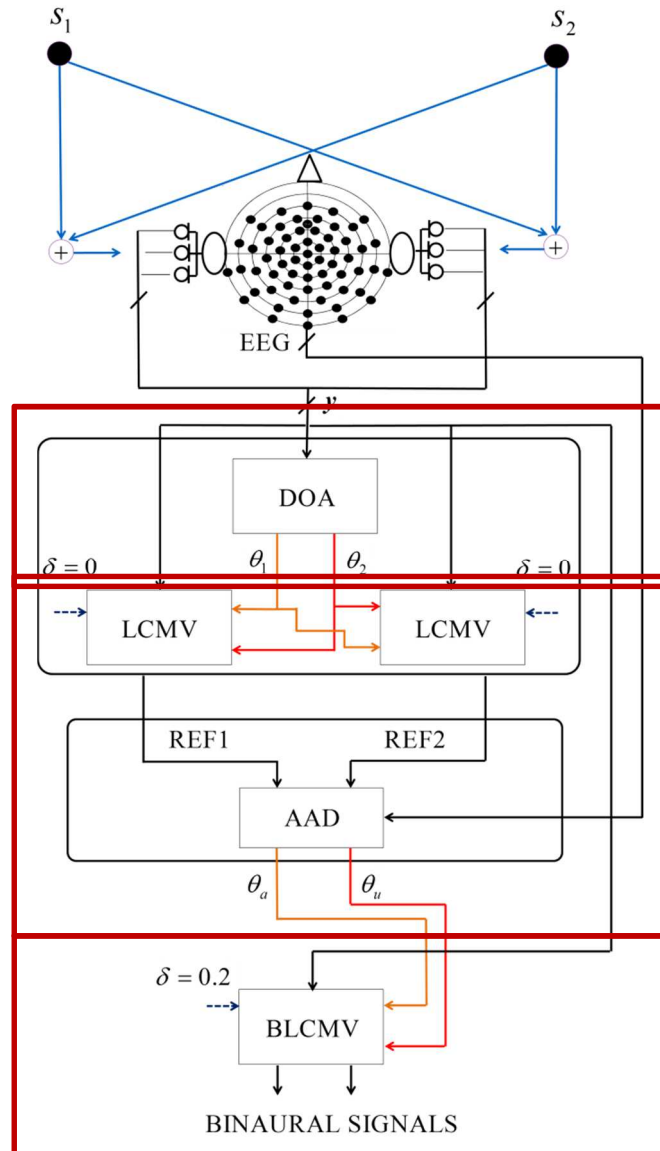 s₁ s₂
+ +
EEG
y
DOA
θ₁ θ₂
δ = 0 δ = 0
LCMV LCMV
REF1 REF2
AAD
θₐ θᵤ
δ = 0.2
BLCMV
BINAURAL SIGNALS